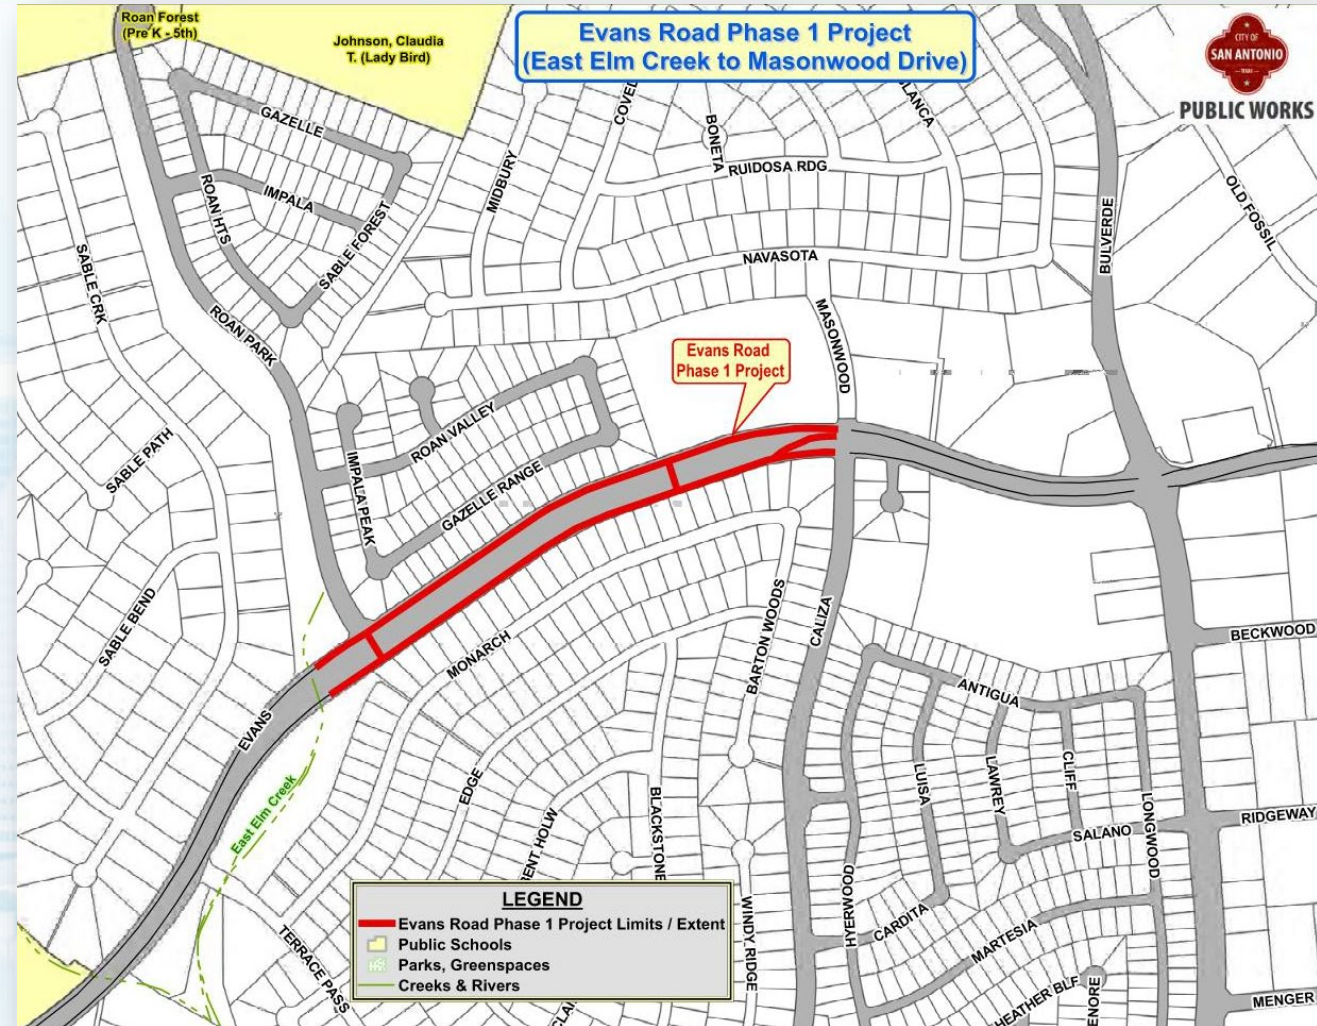 Roan Forest
(Pre K - 5th)
Johnson, Claudia
T. (Lady Bird)
Evans Road Phase 1 Project
(East Elm Creek to Masonwood Drive)
CITY OF
SAN ANTONIO
TEXAS
PUBLIC WORKS
GAZELLE
IMPALA
ROAN HTS
SABLE FOREST
MIDBURY
BONETA
RUIDOSA RDG
NAVASOTA
BULVERDE
OLD FOSSIL
SABLE CRK
ROAN PARK
MASONWOOD
Evans Road
Phase 1 Project
ROAN VALLEY
IMPALA PEAK
GAZELLE RANGE
SABLE PATH
SABLE BEND
MONARCH
BARTON WOODS
CALIZA
BECKWOOD
ANTIGUA
EVANS
East Elm Creek
EDGE
BENT HOLW
BLACKSTONE
LUISA
LAWREY
CLIFF
LONGWOOD
SALANO
RIDGEWAY
HYERWOOD
CARDITA
MARTESIA
WINDY RIDGE
TERRACE PASS
HEATHER BLF
ENORE
MENGER
LEGEND
Evans Road Phase 1 Project Limits / Extent
Public Schools
Parks, Greenspaces
Creeks & Rivers